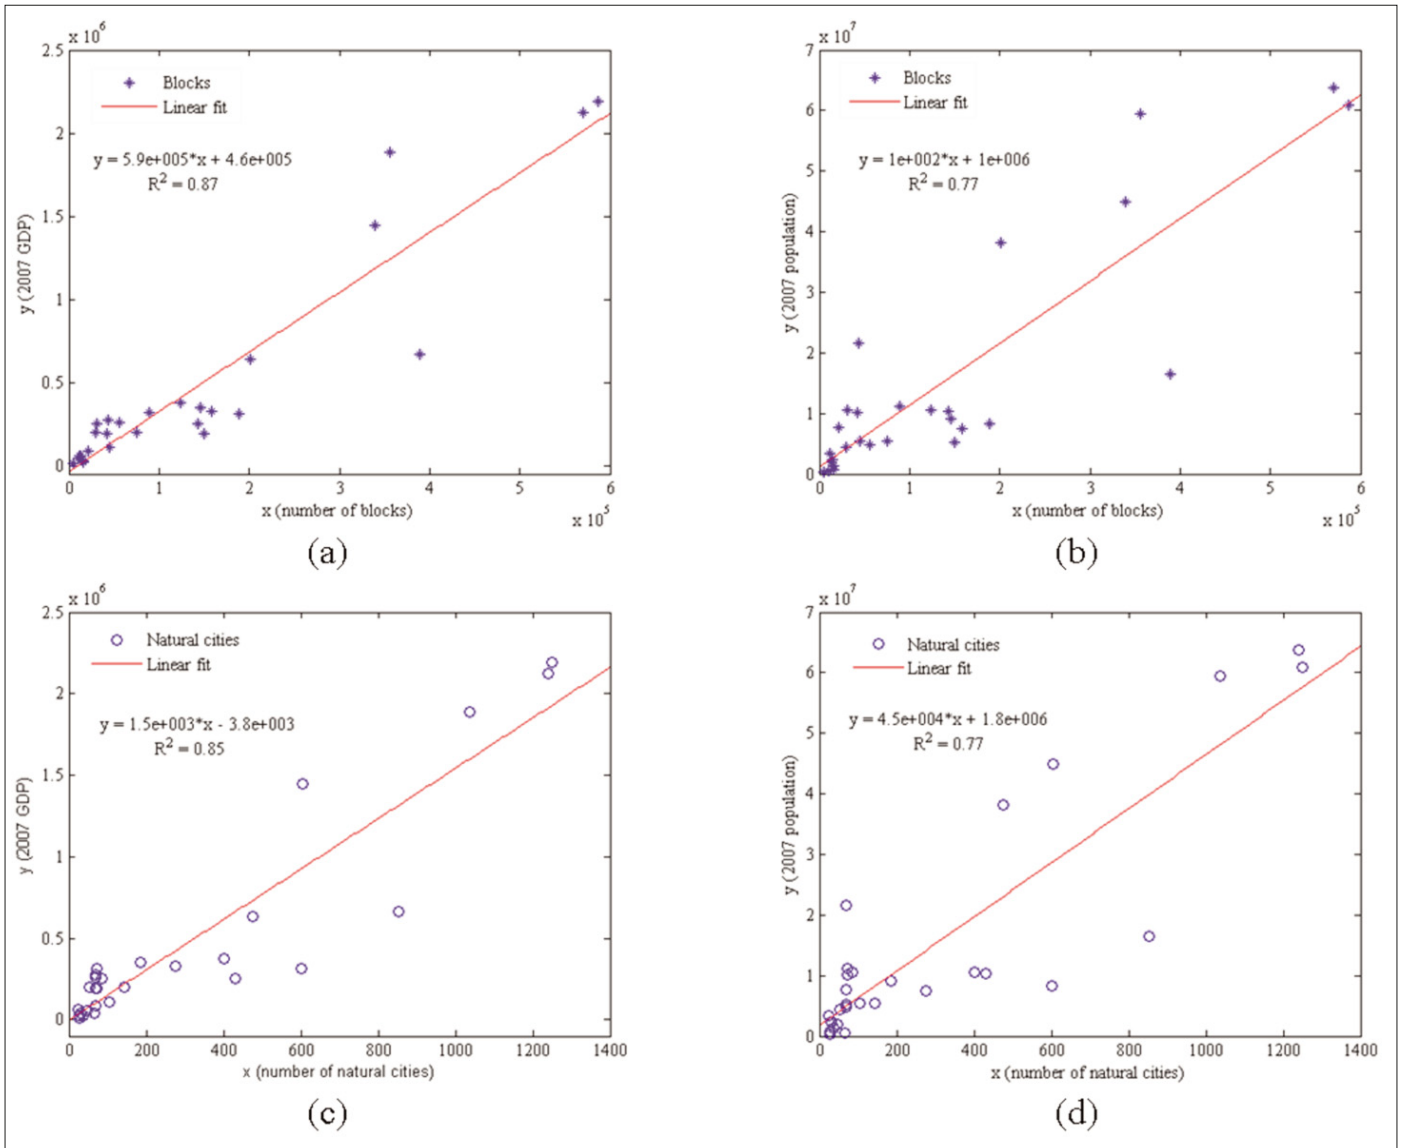 x 10^6
2.5
2
1.5
1
0.5
0
0 1 2 3 4 5 6
x 10^5
Blocks
Linear fit
y = 5.9e+005*x + 4.6e+005
R^2 = 0.87
y (2007 GDP)
x (number of blocks)
(a)
x 10^7
7
6
5
4
3
2
1
0
0 1 2 3 4 5 6
x 10^5
Blocks
Linear fit
y = 1e+002*x + 1e+006
R^2 = 0.77
y (2007 population)
x (number of blocks)
(b)
x 10^6
2.5
2
1.5
1
0.5
0
0 200 400 600 800 1000 1200 1400
Natural cities
Linear fit
y = 1.5e+003*x - 3.8e+003
R^2 = 0.85
y (2007 GDP)
x (number of natural cities)
(c)
x 10^7
7
6
5
4
3
2
1
0
0 200 400 600 800 1000 1200 1400
Natural cities
Linear fit
y = 4.5e+004*x + 1.8e+006
R^2 = 0.77
y (2007 population)
x (number of natural cities)
(d)